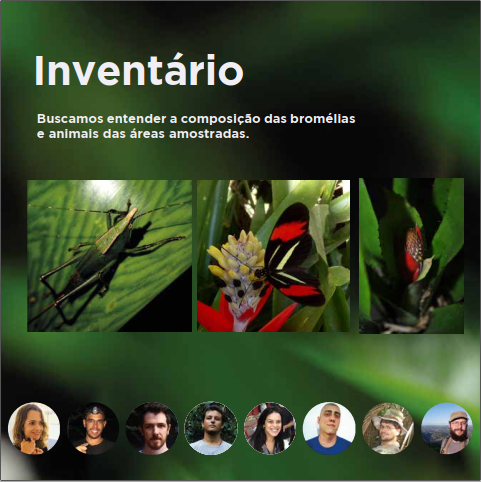 Inventário
Buscamos entender a composição das bromélias
e animais das áreas amostradas.